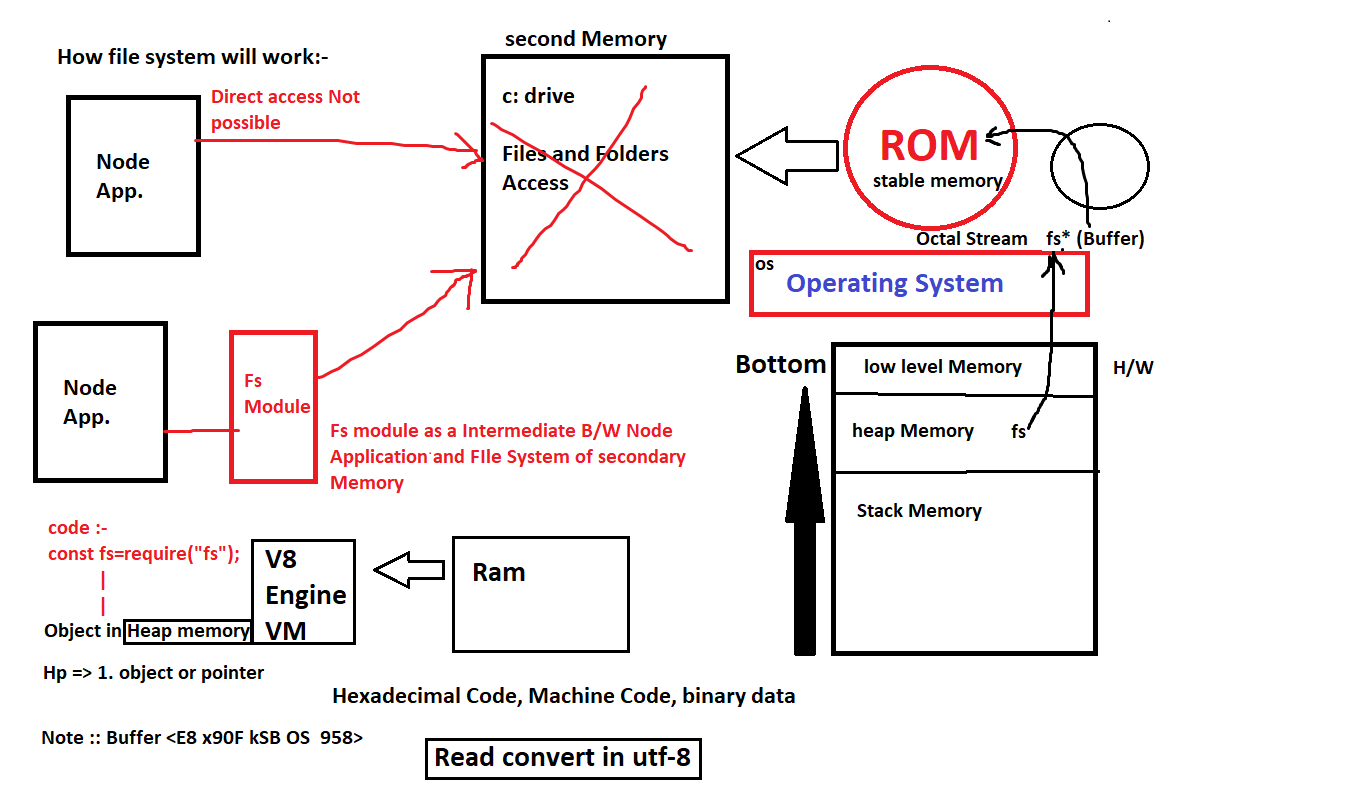 How file system will work:-
second Memory
Direct access Not
possible
Node
App.
c: drive
Files and Folders
Access
ROM
stable memory
Octal Stream fs* (Buffer)
os
Operating System
Bottom
low level Memory
H/W
heap Memory fs
Stack Memory
Node
App.
Fs
Module
Fs module as a Intermediate B/W Node
Application and FIle System of secondary
Memory
code :-
const fs=require("fs");
|
|
Object in Heap memory
V8
Engine
VM
Ram
Hp => 1. object or pointer
Hexadecimal Code, Machine Code, binary data
Note :: Buffer <E8 x90F kSB OS 958>
Read convert in utf-8